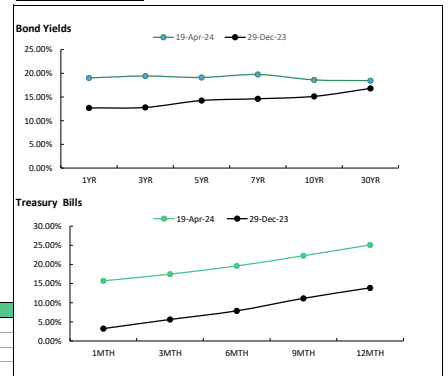 Bond Yields
19-Apr-24 29-Dec-23
25.00%
20.00%
15.00%
10.00%
5.00%
0.00%
1YR 3YR 5YR 7YR 10YR 30YR
Treasury Bills
19-Apr-24 29-Dec-23
30.00%
25.00%
20.00%
15.00%
10.00%
5.00%
0.00%
1MTH 3MTH 6MTH 9MTH 12MTH